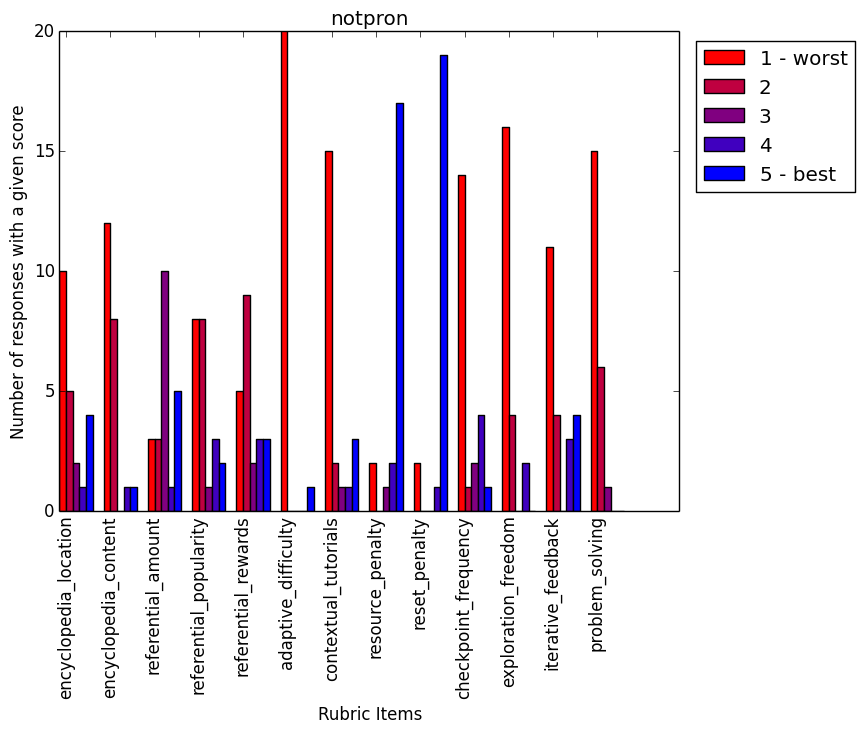 notpron
Number of responses with a given score
20
15
10
5
0
encyclopedia_location
encyclopedia_content
referential_amount
referential_popularity
referential_rewards
adaptive_difficulty
contextual_tutorials
resource_penalty
reset_penalty
checkpoint_frequency
exploration_freedom
iterative_feedback
problem_solving
Rubric Items
1 - worst
2
3
4
5 - best